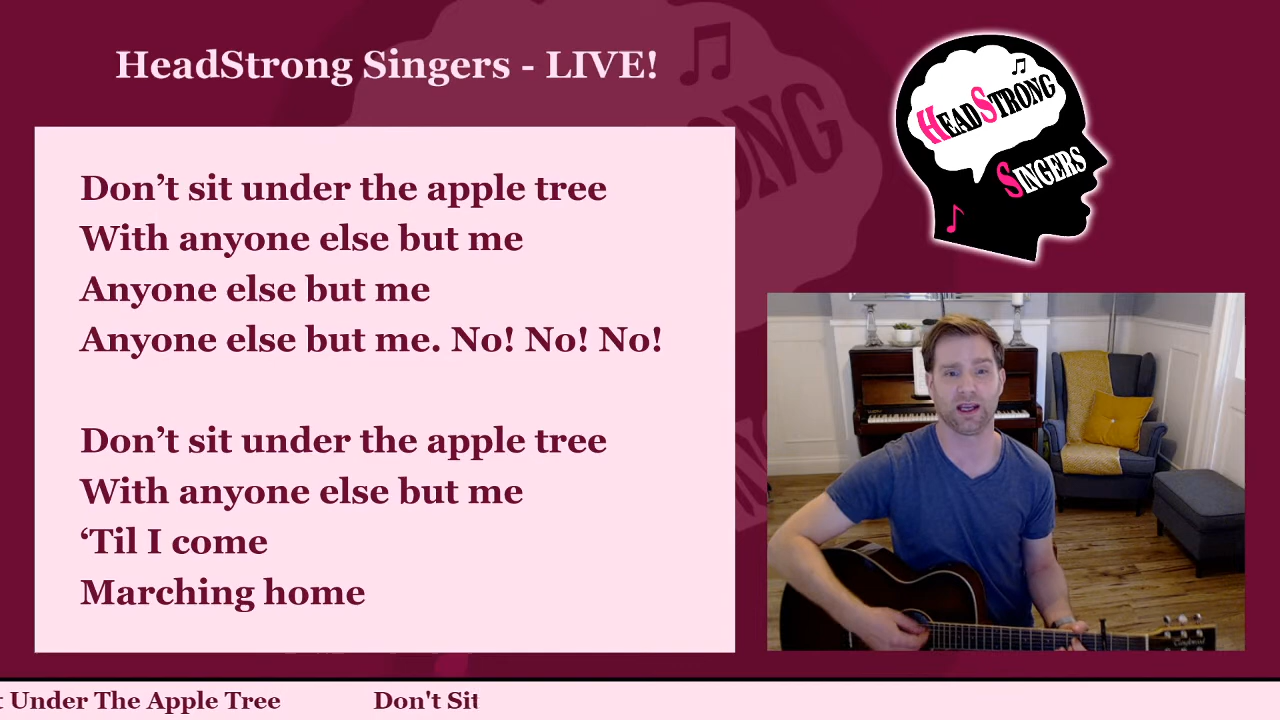 HeadStrong Singers - LIVE!
HEADSTRONG
SINGERS
Don’t sit under the apple tree
With anyone else but me
Anyone else but me
Anyone else but me. No! No! No!
Don’t sit under the apple tree
With anyone else but me
‘Til I come
Marching home
t Under The Apple Tree Don't Sit